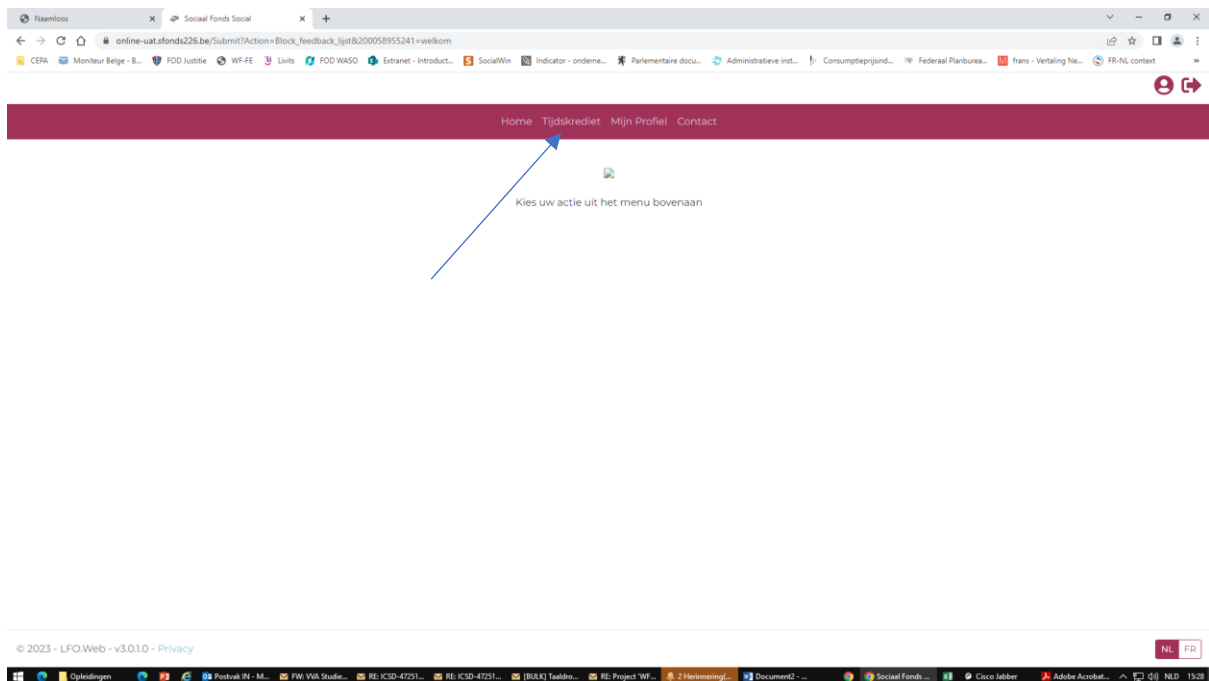 Naamloos
Sociaal Fonds Social
online-uat.sfonds226.be/Submit?Action=Block_feedback_lijst&200058955241=welkom
CEPA Moniteur Belge - B... FOD Justitie WF-FE Livits FOD WASO Extranet - Introduct... SocialWin Indicator - onderne... Parlementaire docu... Administratieve inst... Consumptieprijsind... Federaal Planburea... frans - Vertaling Ne... FR-NL context »
Home Tijdskrediet Mijn Profiel Contact
Kies uw actie uit het menu bovenaan
© 2023 - LFO.Web - v3.0.1.0 - Privacy
NL FR
Opleidingen Postvak IN - M... FW: VVA Studie... RE: ICSD-47251... RE: ICSD-47251... [BULK] Taaldro... RE: Project 'WF... 2 Herinnering(... Document2 - ... Sociaal Fonds ... Cisco Jabber Adobe Acrobat... NLD 15:28